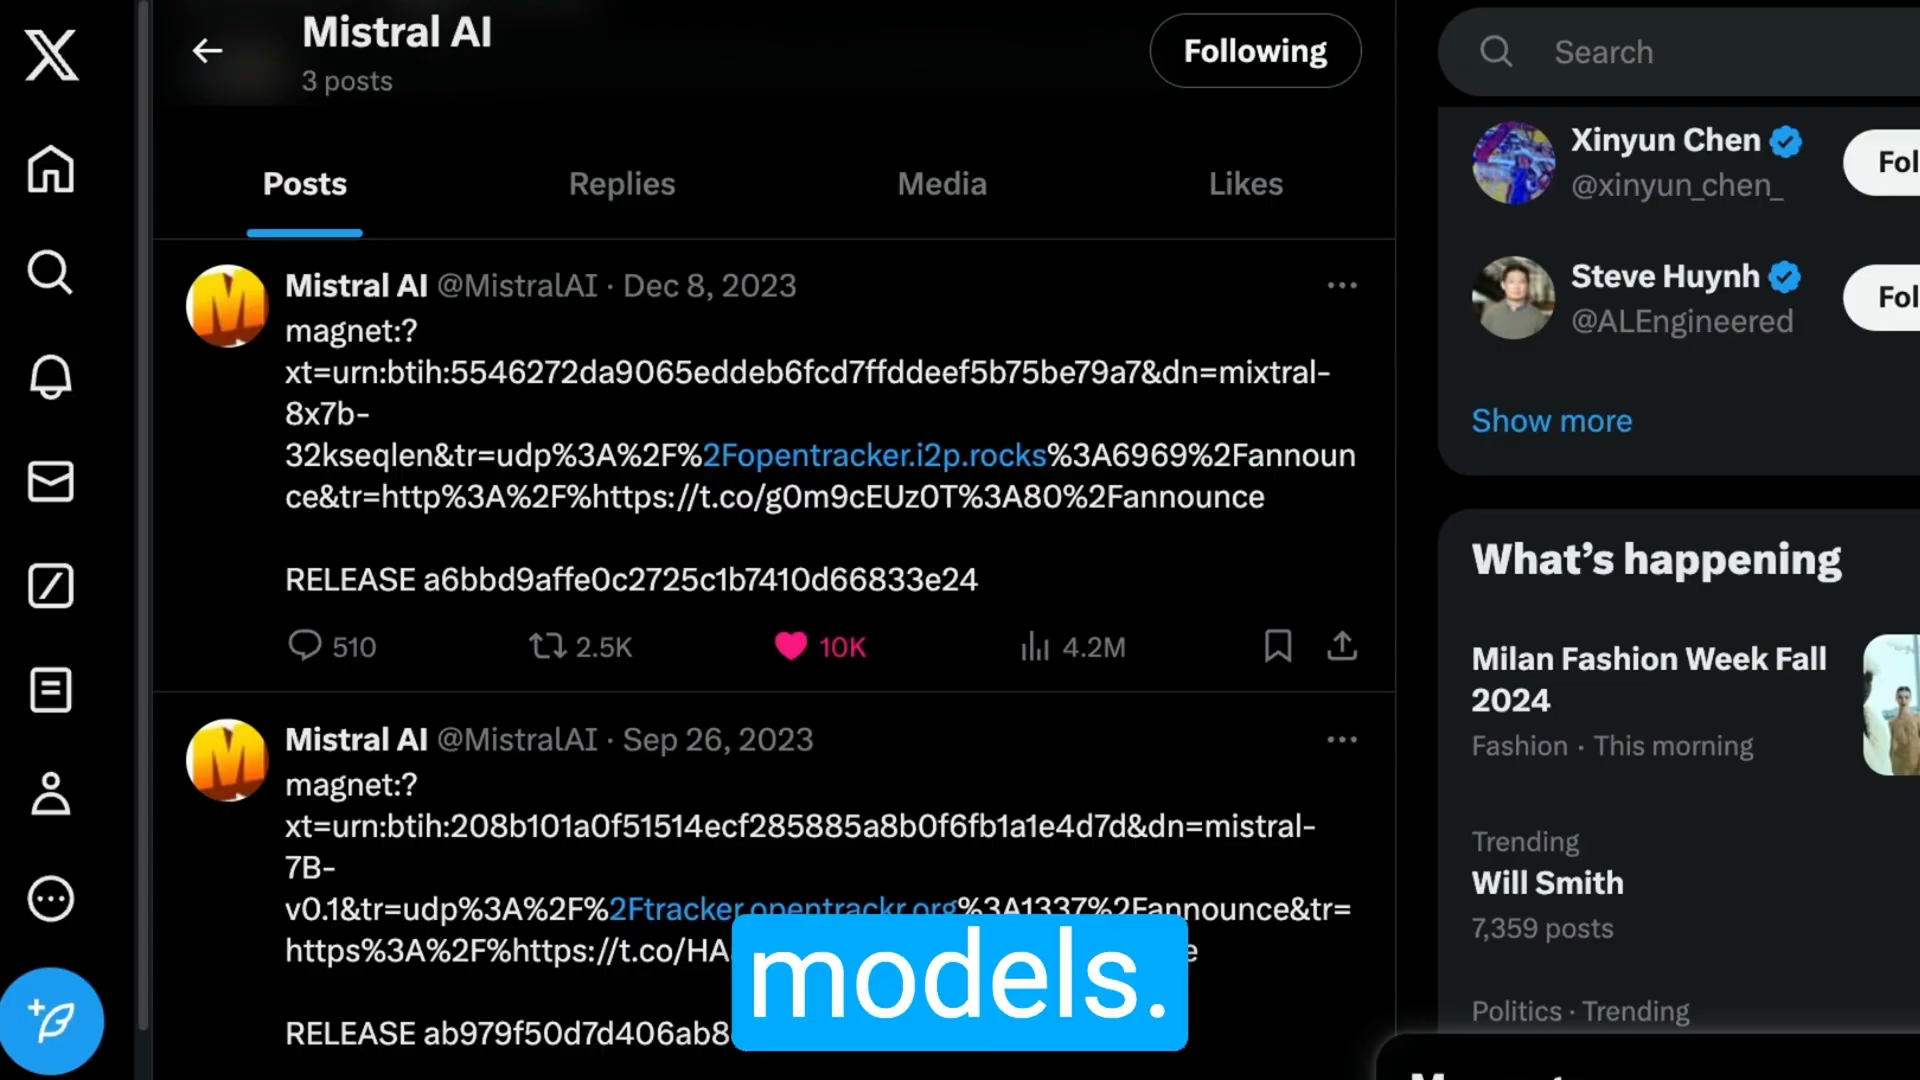 Mistral AI
3 posts
Following
Search
Posts
Replies
Media
Likes
Mistral AI @MistralAI · Dec 8, 2023
magnet:?
xt=urn:btih:5546272da9065eddeb6fcd7ffddeef5b75be79a7&dn=mixtral-
8x7b-
32kseqlen&tr=udp%3A%2F%2Fopentracker.i2p.rocks%3A6969%2Fannoun
ce&tr=http%3A%2F%https://t.co/g0m9cEUz0T%3A80%2Fannounce
RELEASE a6bbd9affe0c2725c1b7410d66833e24
510
2.5K
10K
4.2M
Mistral AI @MistralAI · Sep 26, 2023
magnet:?
xt=urn:btih:208b101a0f51514ecf285885a8b0f6fb1a1e4d7d&dn=mistral-
7B-
v0.1&tr=udp%3A%2F%2Ftracker.opentrackr.org%3A1337%2Fannounce&tr=
https%3A%2F%https://t.co/HA
RELEASE ab979f50d7d406ab8
models.
Xinyun Chen
@xinyun_chen_
Fol
Steve Huynh
@ALEngineered
Fol
Show more
What's happening
Milan Fashion Week Fall
2024
Fashion · This morning
Trending
Will Smith
7,359 posts
Politics · Trending